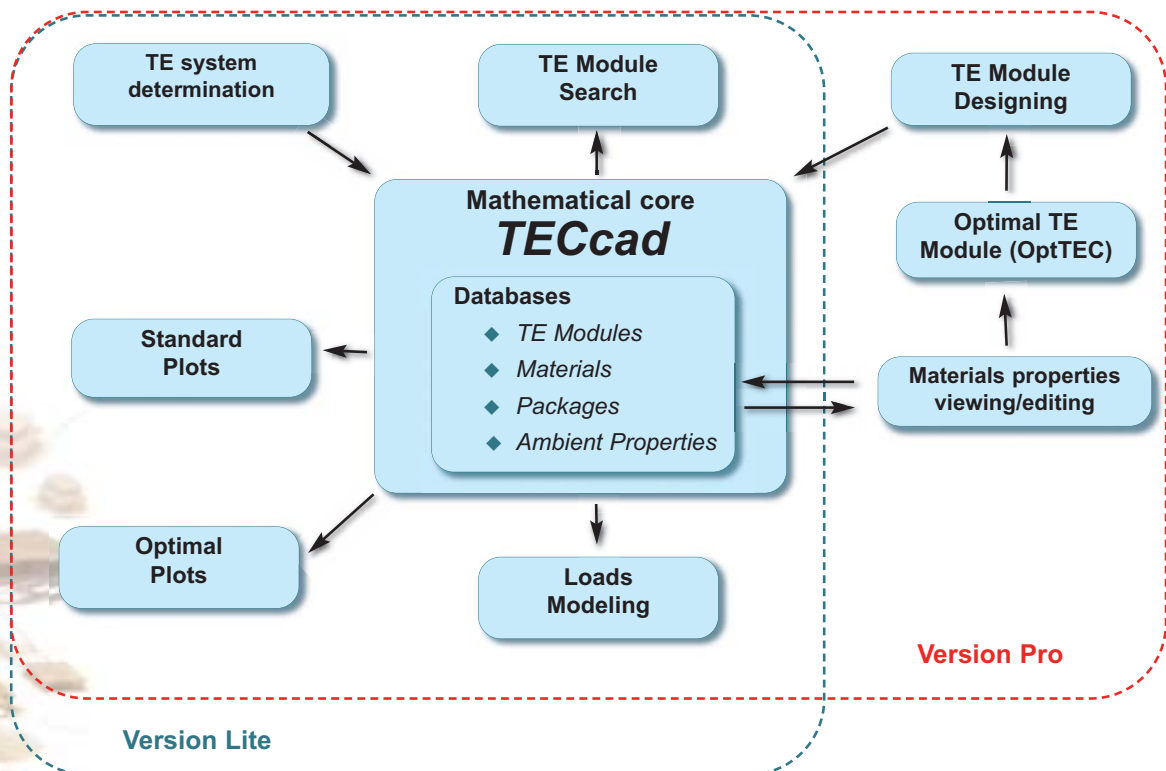 TE system
determination
TE Module
Search
TE Module
Designing
Mathematical core
TECcad
Optimal TE
Module (OptTEC)
Databases
◆ TE Modules
◆ Materials
◆ Packages
◆ Ambient Properties
Standard
Plots
Materials properties
viewing/editing
Optimal
Plots
Loads
Modeling
Version Pro
Version Lite